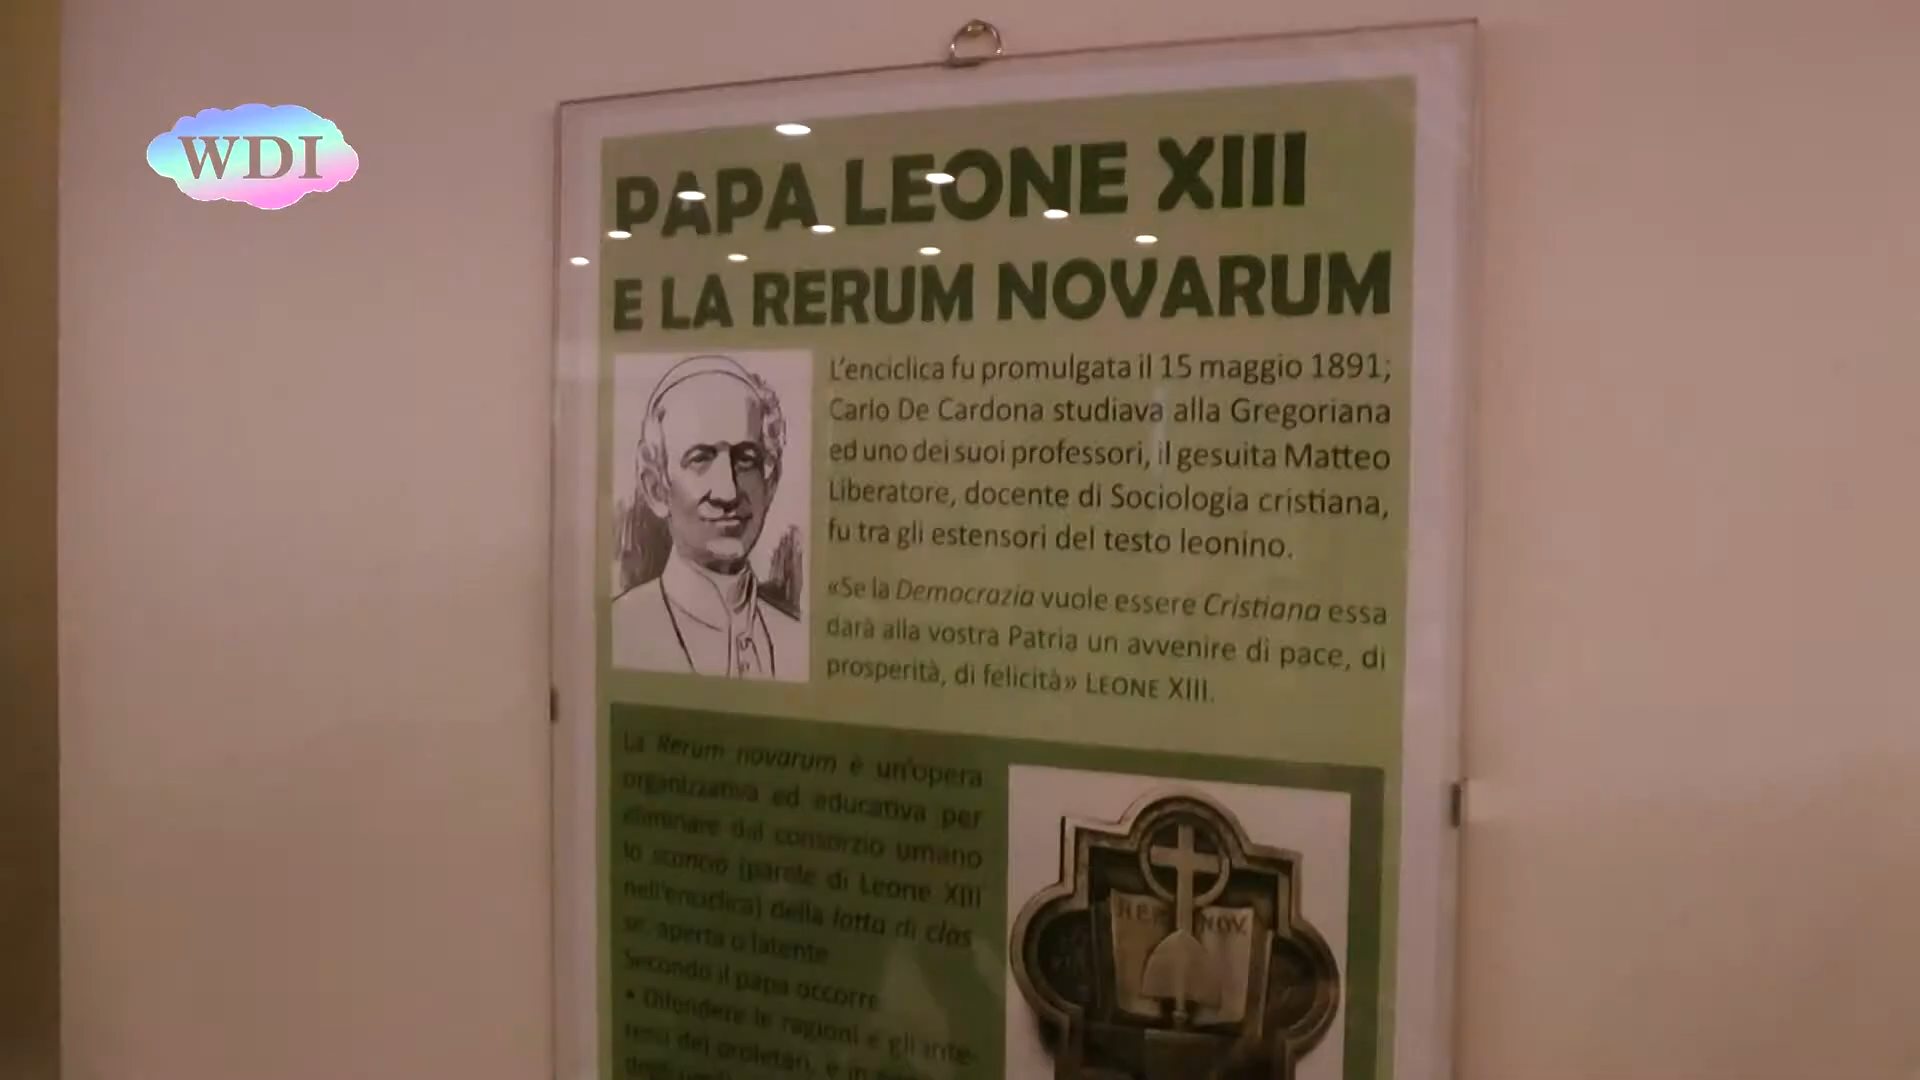 WDI
PAPA LEONE XIII
E LA RERUM NOVARUM
L'enciclica fu promulgata il 15 maggio 1891;
Carlo De Cardona studiava alla Gregoriana
ed uno dei suoi professori, il gesuita Matteo
Liberatore, docente di Sociologia cristiana,
fu tra gli estensori del testo leonino.
«Se la Democrazia vuole essere Cristiana essa
darà alla vostra Patria un avvenire di pace, di
prosperità, di felicità» LEONE XIII.
La Rerum novarum è un'opera
organizzativa ed educativa per
eliminare dal consorzio umano
lo sconcio (parole di Leone XIII
nell'enciclica) della lotta di clas
se, aperta o latente
Secondo il papa occorre
• Difondere le ragioni e gli inte-
ressi dei proletari, e in
RER NOV.